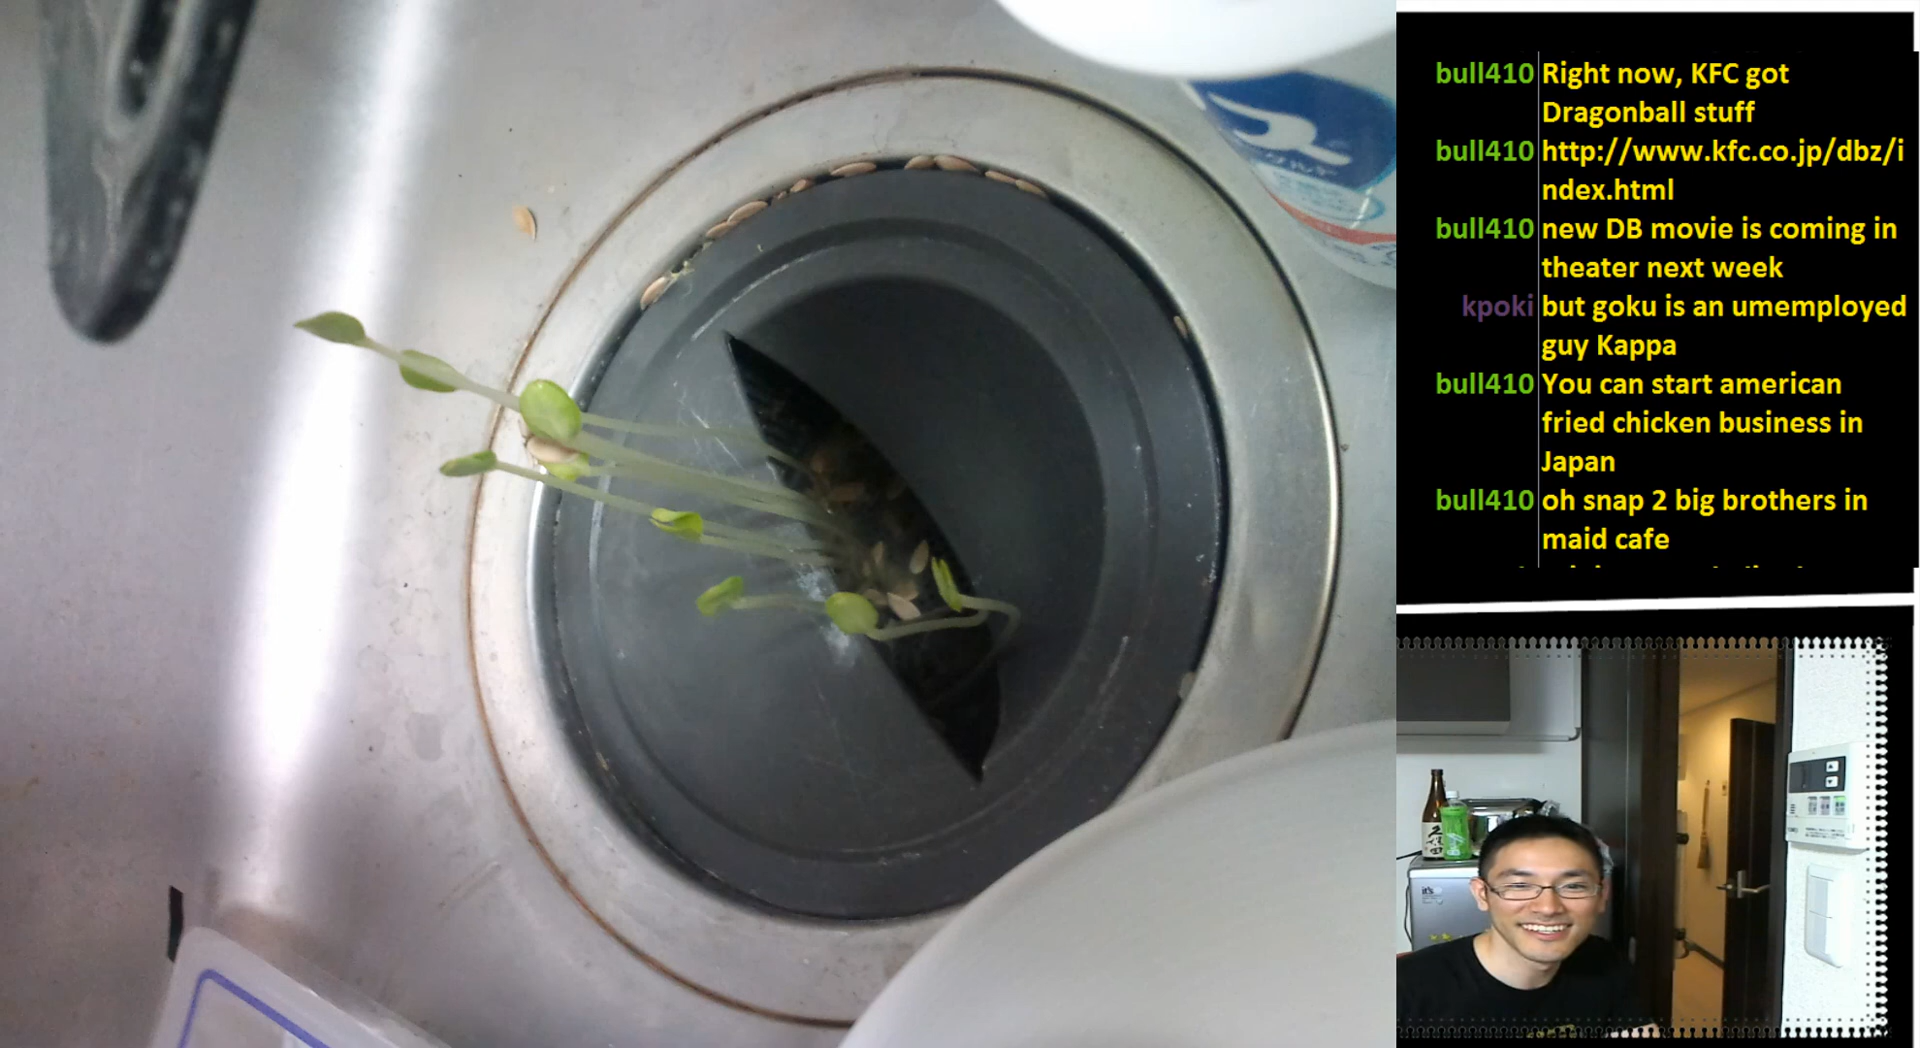 bull410 Right now, KFC got
Dragonball stuff
bull410 http://www.kfc.co.jp/dbz/i
ndex.html
bull410 new DB movie is coming in
theater next week
kpoki but goku is an umemployed
guy Kappa
bull410 You can start american
fried chicken business in
Japan
bull410 oh snap 2 big brothers in
maid cafe
it's